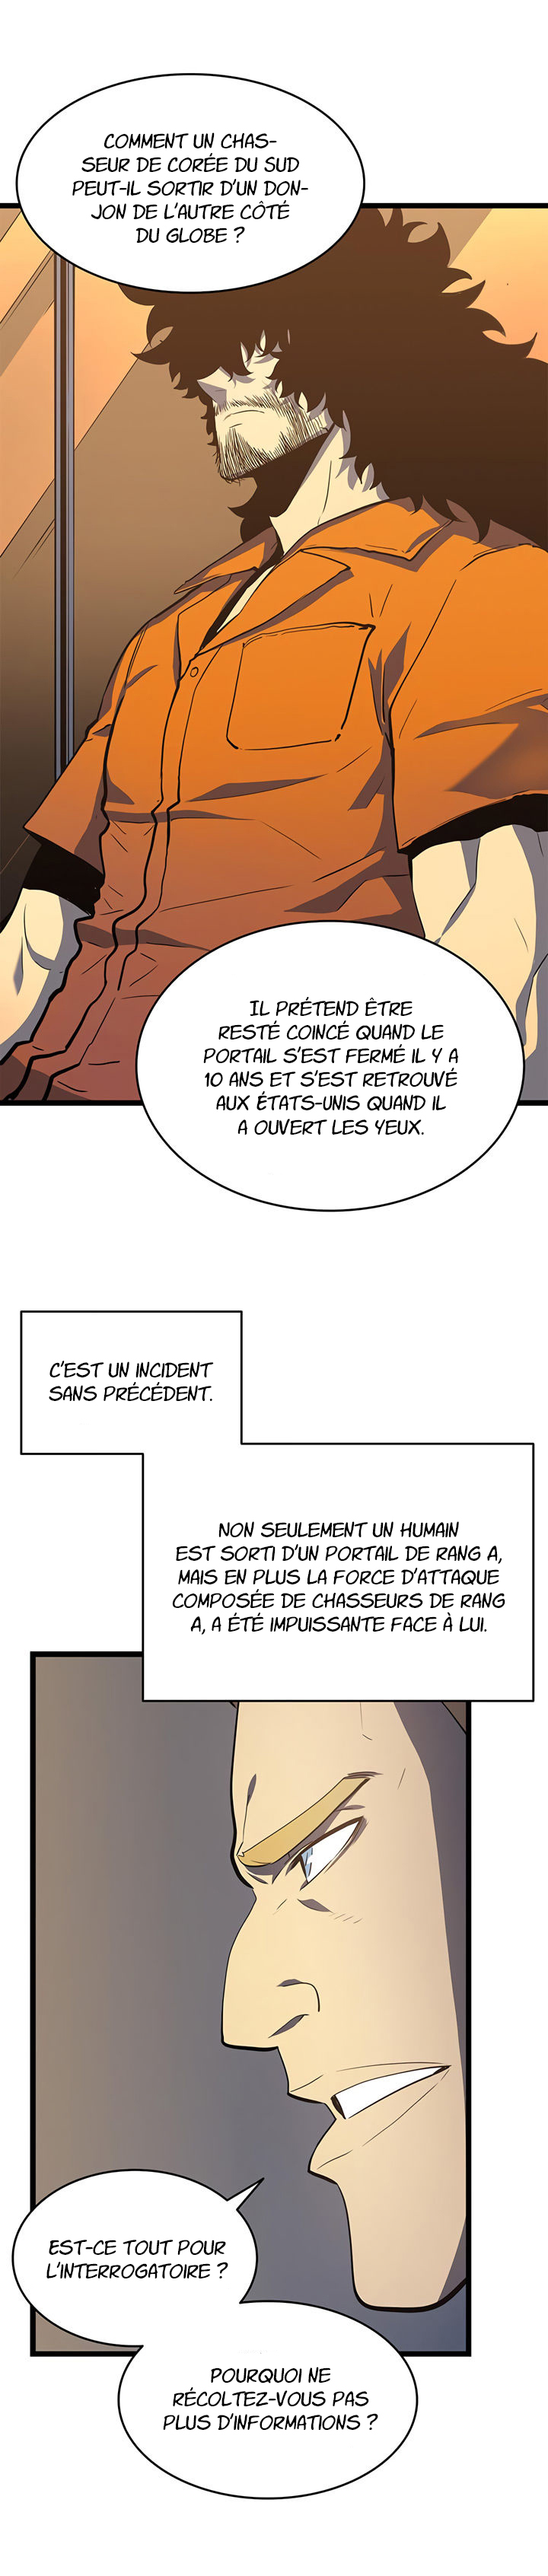 COMMENT UN CHAS-
SEUR DE CORÉE DU SUD
PEUT-IL SORTIR D'UN DON-
JON DE L'AUTRE CÔTÉ
DU GLOBE ?
IL PRÉTEND ÊTRE
RESTÉ COINCÉ QUAND LE
PORTAIL S'EST FERMÉ IL Y A
10 ANS ET S'EST RETROUVÉ
AUX ÉTATS-UNIS QUAND IL
A OUVERT LES YEUX.
C'EST UN INCIDENT
SANS PRÉCÉDENT.
NON SEULEMENT UN HUMAIN
EST SORTI D'UN PORTAIL DE RANG A,
MAIS EN PLUS LA FORCE D'ATTAQUE
COMPOSÉE DE CHASSEURS DE RANG
A, A ÉTÉ IMPUISSANTE FACE À LUI.
EST-CE TOUT POUR
L'INTERROGATOIRE ?
POURQUOI NE
RÉCOLTEZ-VOUS PAS
PLUS D'INFORMATIONS ?